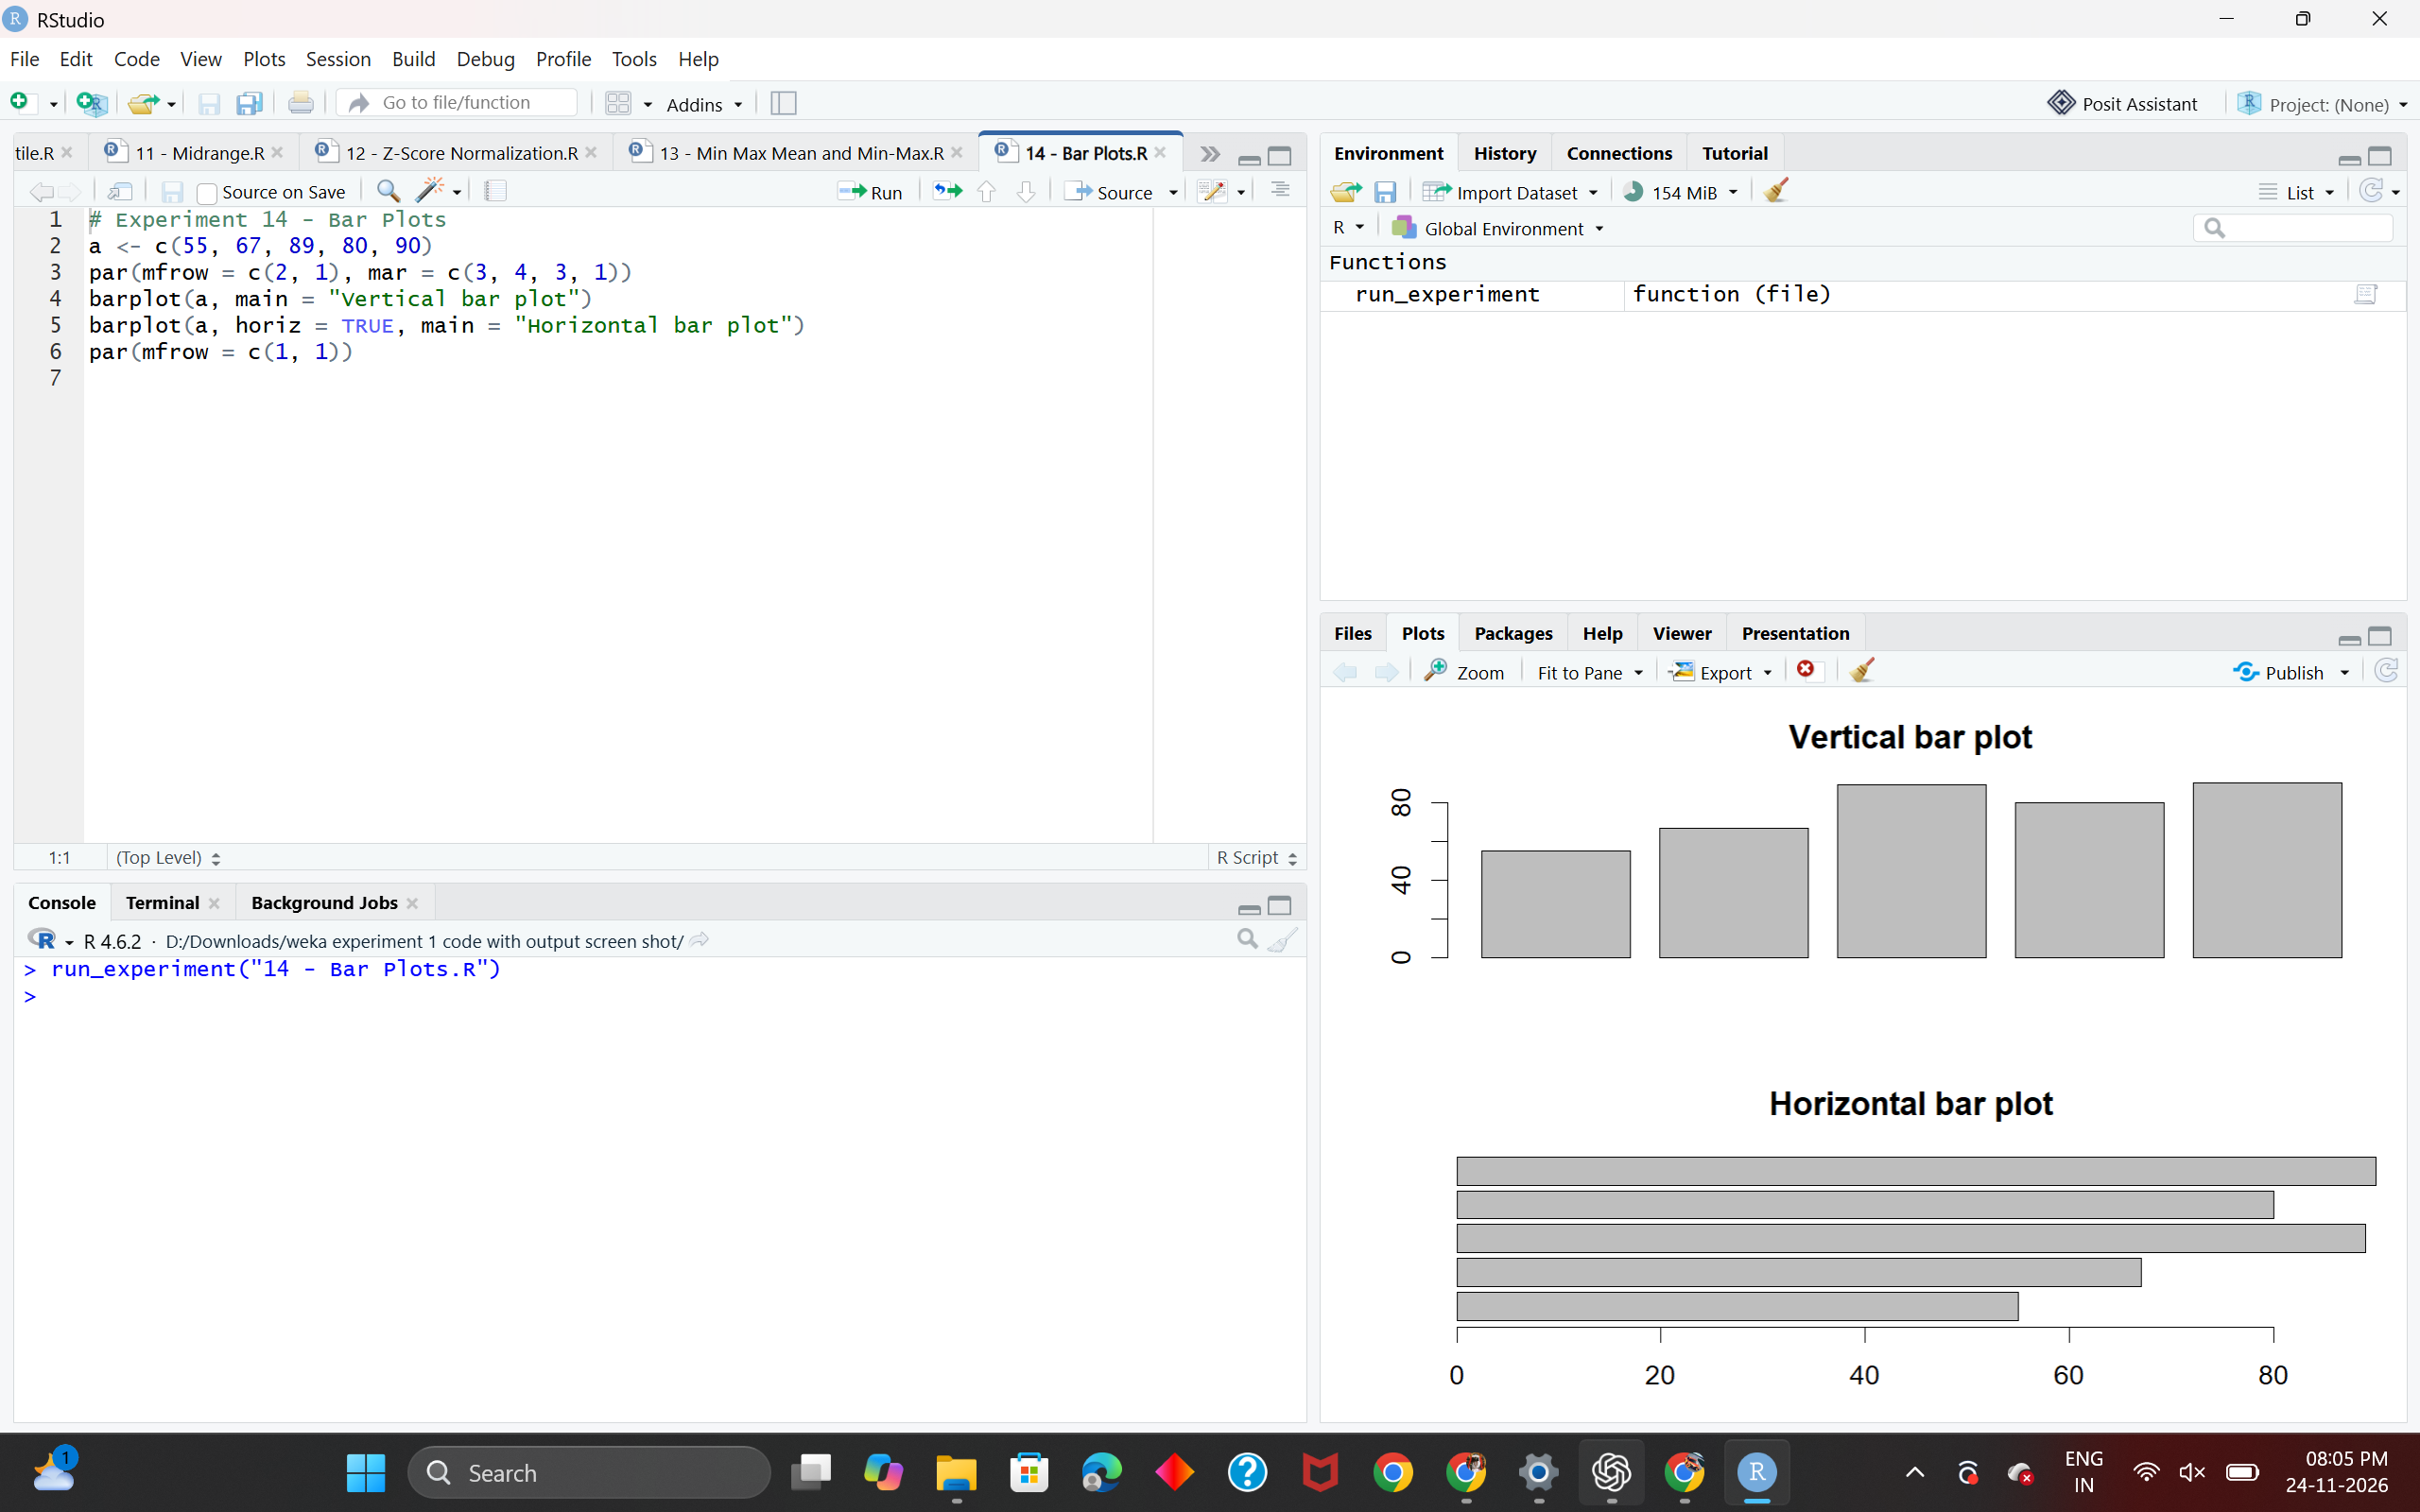 RStudio
File Edit Code View Plots Session Build Debug Profile Tools Help
Go to file/function Addins Posit Assistant Project: (None)
tile.R 11 - Midrange.R 12 - Z-Score Normalization.R 13 - Min Max Mean and Min-Max.R 14 - Bar Plots.R
Source on Save Run Source
1 # Experiment 14 - Bar Plots
2 a <- c(55, 67, 89, 80, 90)
3 par(mfrow = c(2, 1), mar = c(3, 4, 3, 1))
4 barplot(a, main = "Vertical bar plot")
5 barplot(a, horiz = TRUE, main = "Horizontal bar plot")
6 par(mfrow = c(1, 1))
7
1:1 (Top Level) R Script
Console Terminal Background Jobs
R R 4.6.2 · D:/Downloads/weka experiment 1 code with output screen shot/
> run_experiment("14 - Bar Plots.R")
>
Environment History Connections Tutorial
Import Dataset 154 MiB List
R Global Environment
Functions
run_experiment function (file)
Files Plots Packages Help Viewer Presentation
Zoom Fit to Pane Export Publish
Vertical bar plot
80
40
0
Horizontal bar plot
0 20 40 60 80
1 Search ENG 08:05 PM
IN 24-11-2026